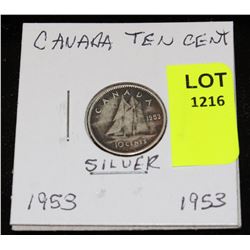 CANADA TEN CENT
LOT
1216
CANADA
1953
10 CENTS
SILVER
1953 1953